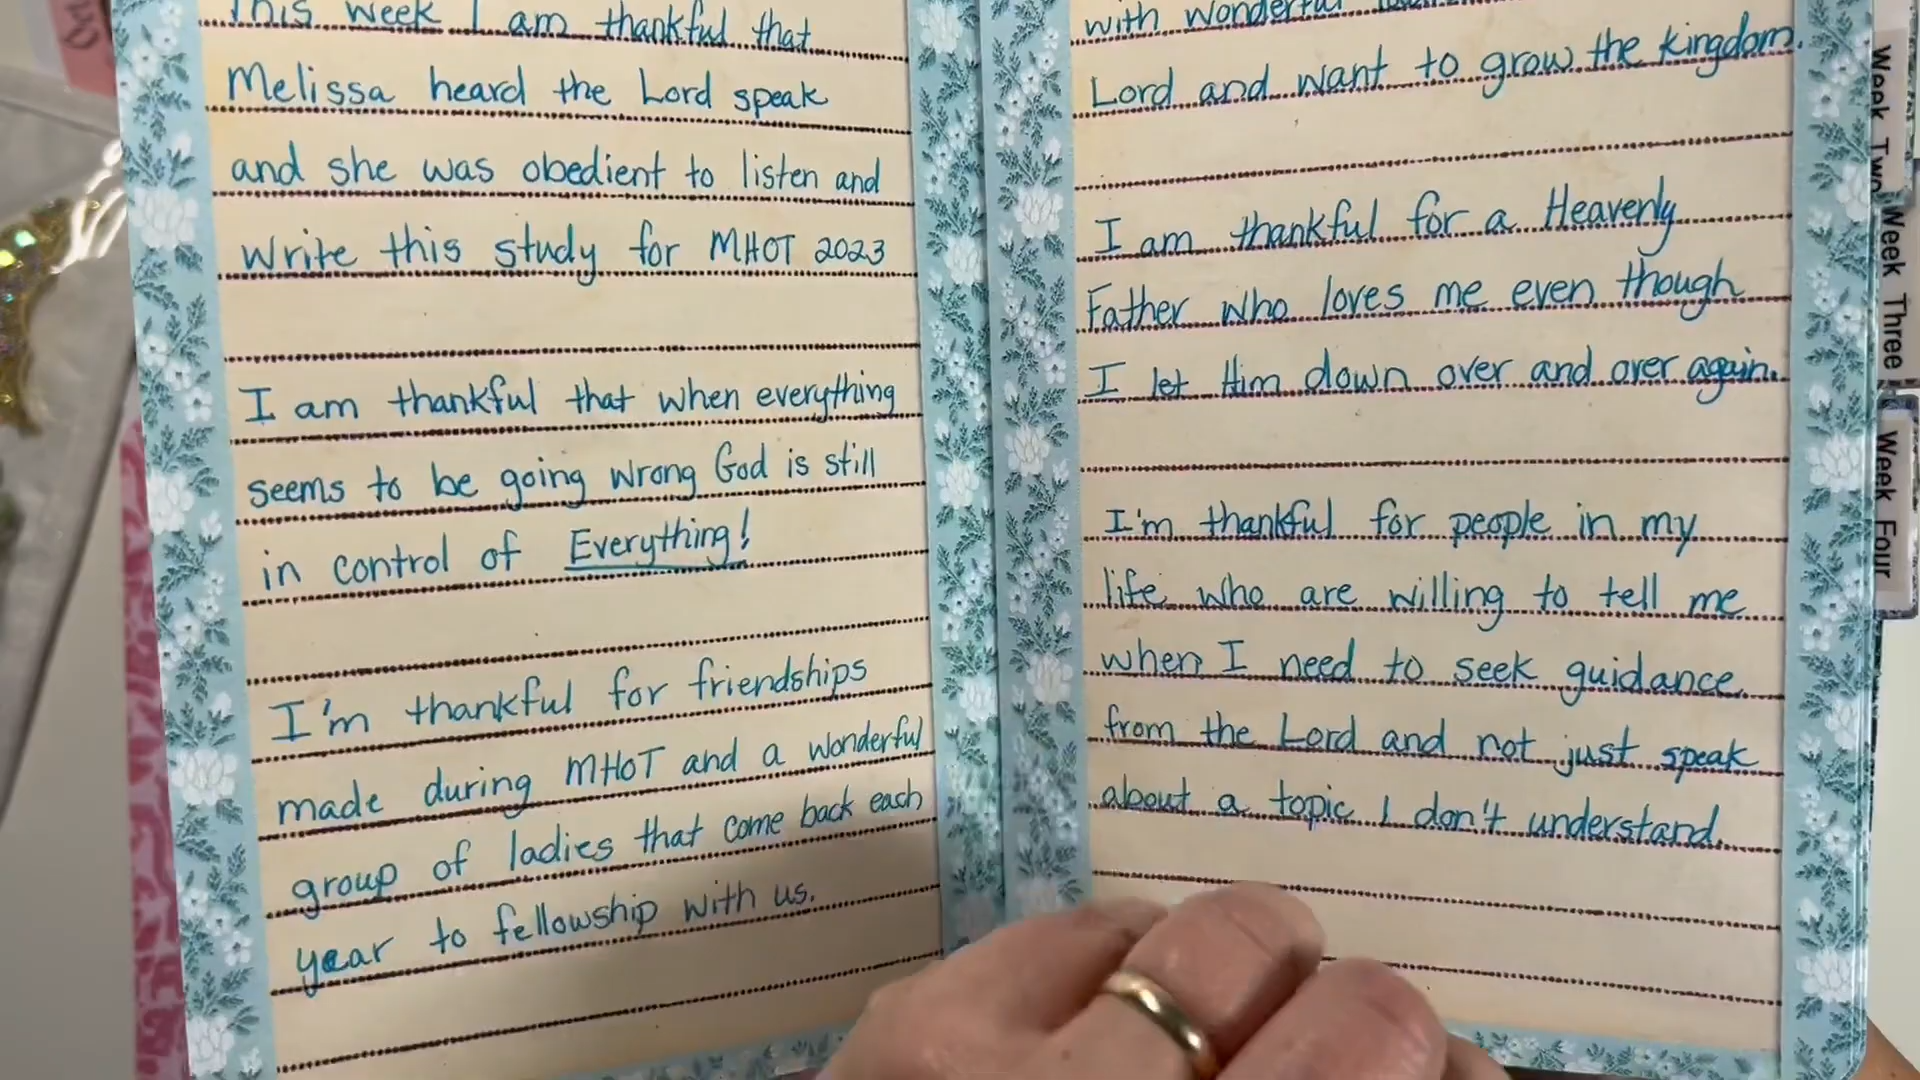 This week I am thankful that
Melissa heard the Lord speak
and she was obedient to listen and
Write this study for MHOT 2023
I am thankful that when everything
seems to be going wrong God is still
in control of Everything!
I'm thankful for friendships
made during MHOT and a wonderful
group of ladies that come back each
year to fellowship with us.
with wonderful
Lord and want to grow the kingdom.
I am thankful for a Heavenly
Father who loves me even though
I let Him down over and over again.
I'm thankful for people in my
life who are willing to tell me
when I need to seek guidance
from the Lord and not just speak
about a topic I don't understand.
Week Two
Week Three
Week Four